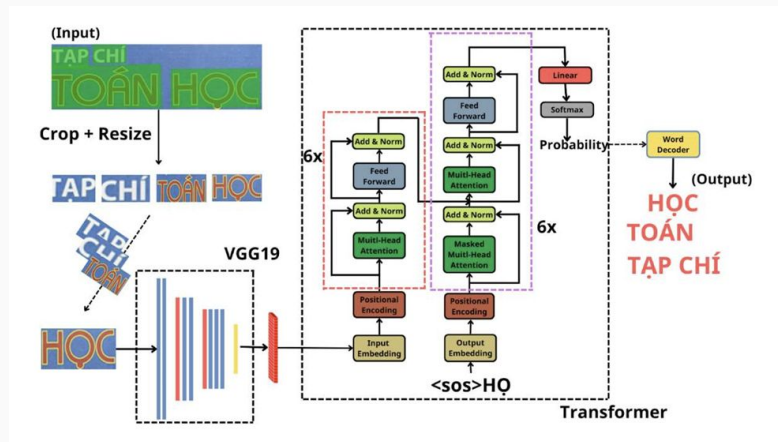 (Input)
TẠP CHÍ
TOÁN HỌC
Crop + Resize
TẠP CHÍ TOÁN HỌC
TẠP
CHÍ
TOÁN
HỌC
VGG19
6x
Add & Norm
Feed
Forward
Add & Norm
Muitl-Head
Attention
Positional
Encoding
Input
Embedding
Add & Norm
Feed
Forward
Add & Norm
Muitl-Head
Attention
Add & Norm
Masked
Muitl-Head
Attention
6x
Positional
Encoding
Output
Embedding
<sos>HỌ
Linear
Softmax
Probability
Transformer
Word
Decoder
(Output)
HỌC
TOÁN
TẠP CHÍ